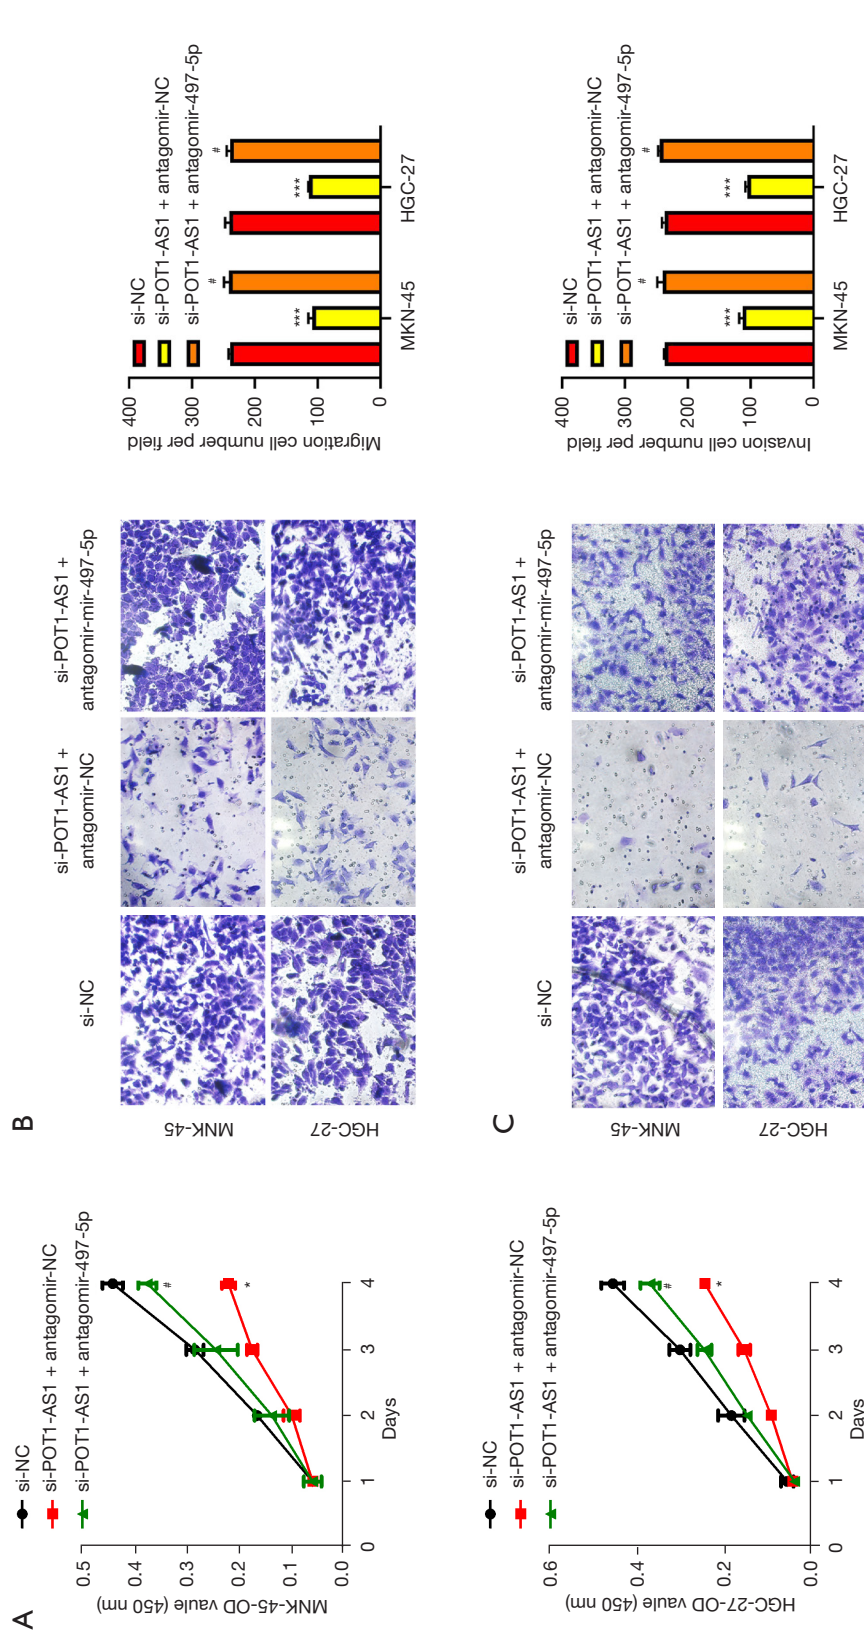 A
si-NC
si-POT1-AS1 + antagomir-NC
si-POT1-AS1 + antagomir-497-5p
MNK-45-OD vaule (450 nm)
0.5
0.4
0.3
0.2
0.1
0.0
#
*
0
1
2
3
4
Days
si-NC
si-POT1-AS1 + antagomir-NC
si-POT1-AS1 + antagomir-497-5p
HGC-27-OD vaule (450 nm)
0.6
0.4
0.2
0.0
#
*
0
1
2
3
4
Days
B
si-NC
si-POT1-AS1 +
antagomir-NC
si-POT1-AS1 +
antagomir-mir-497-5p
MNK-45
HGC-27
si-NC
si-POT1-AS1 + antagomir-NC
si-POT1-AS1 + antagomir-497-5p
Migration cell number per field
400
300
200
100
0
***
#
***
#
MKN-45
HGC-27
C
si-NC
si-POT1-AS1 +
antagomir-NC
si-POT1-AS1 +
antagomir-mir-497-5p
MNK-45
HGC-27
si-NC
si-POT1-AS1 + antagomir-NC
si-POT1-AS1 + antagomir-497-5p
Invasion cell number per field
400
300
200
100
0
***
#
***
#
MKN-45
HGC-27